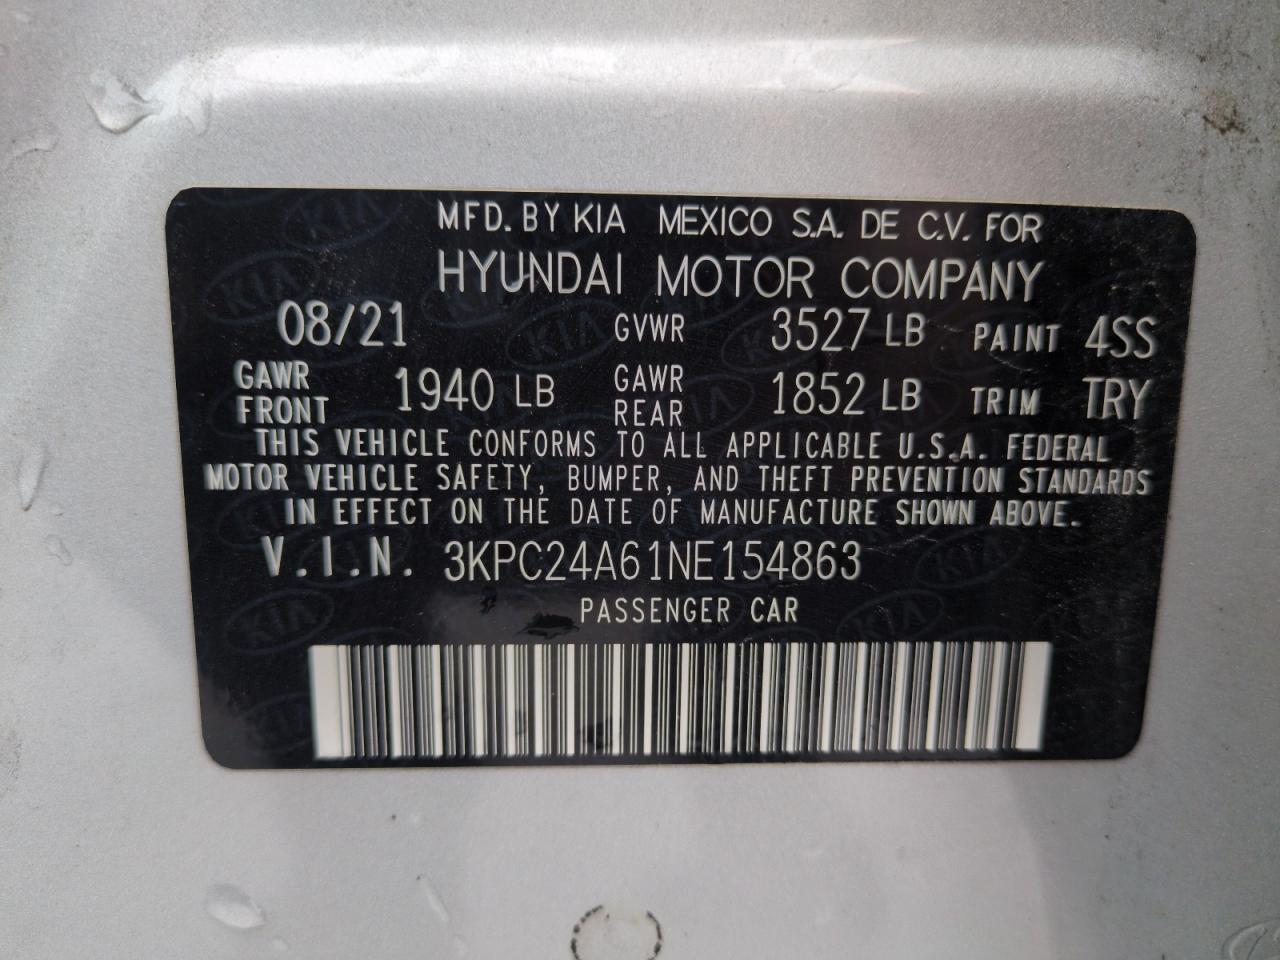 MFD. BY KIA MEXICO S.A. DE C.V. FOR
HYUNDAI MOTOR COMPANY
08/21 GVWR 3527 LB PAINT 4SS
GAWR FRONT 1940 LB GAWR REAR 1852 LB TRIM TRY
THIS VEHICLE CONFORMS TO ALL APPLICABLE U.S.A. FEDERAL
MOTOR VEHICLE SAFETY, BUMPER, AND THEFT PREVENTION STANDARDS
IN EFFECT ON THE DATE OF MANUFACTURE SHOWN ABOVE.
V.I.N. 3KPC24A61NE154863
PASSENGER CAR